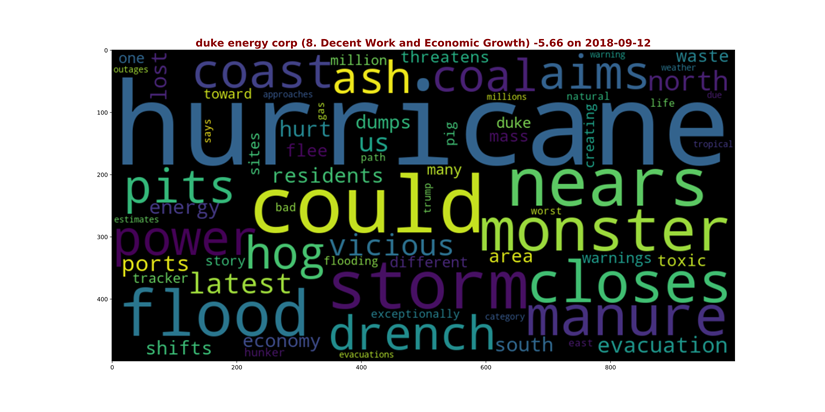 duke energy corp (8. Decent Work and Economic Growth) -5.66 on 2018-09-12
0
100
200
300
400
0
200
400
600
800
one
lost
million
threatens
warning
waste
outages
coast
ash
coal
aims
weather
north
toward
approaches
millions
natural
life
due
hurricane
says
gas
hurt
dumps
pig
duke
mass
creating
tropical
sites
flee
us
path
pits
residents
many
nears
energy
bad
could
trump
worst
estimates
power
hog
vicious
monster
ports
story
flooding
different
area
warnings
toxic
tracker
latest
storm
closes
flood
exceptionally
category
manure
shifts
economy
hunker
drench
south
east
evacuation
evacuations